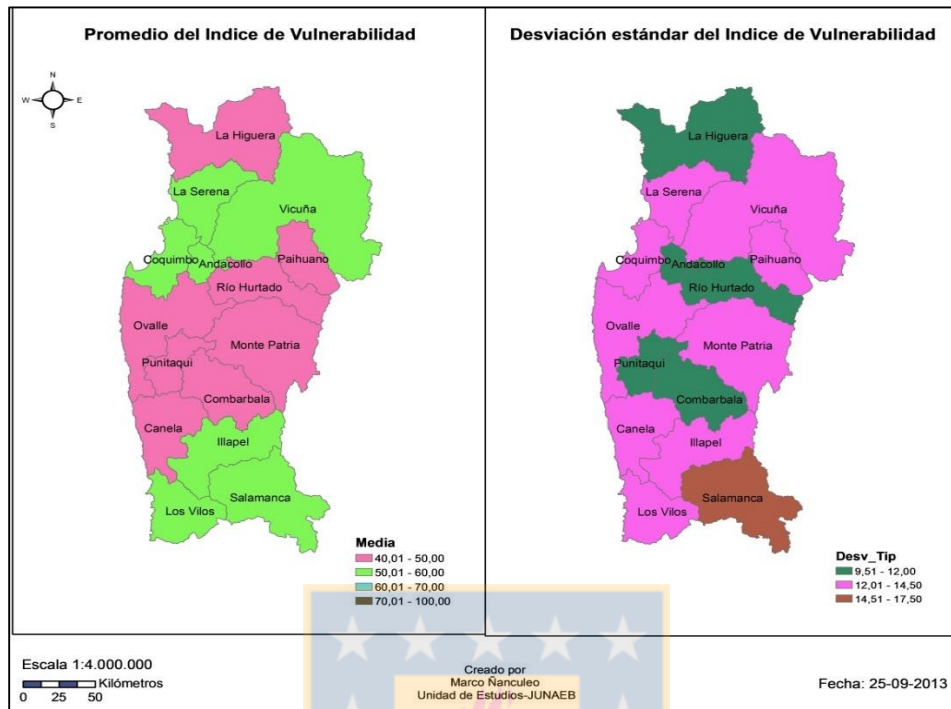 Promedio del Indice de Vulnerabilidad
N
W
E
S
La Higuera
La Serena
Vicuña
Coquimbo
Andacollo
Paihuano
Río Hurtado
Ovalle
Monte Patria
Punitaqui
Combarbala
Canela
Illapel
Salamanca
Los Vilos
Media
40,01 - 50,00
50,01 - 60,00
60,01 - 70,00
70,01 - 100,00
Desviación estándar del Indice de Vulnerabilidad
La Higuera
La Serena
Vicuña
Coquimbo
Andacollo
Paihuano
Río Hurtado
Ovalle
Monte Patria
Punitaqui
Combarbala
Canela
Illapel
Salamanca
Los Vilos
Desv_Tip
9,51 - 12,00
12,01 - 14,50
14,51 - 17,50
Escala 1:4.000.000
Kilómetros
0 25 50
Creado por
Marco Ñanculeo
Unidad de Estudios-JUNAEB
Fecha: 25-09-2013